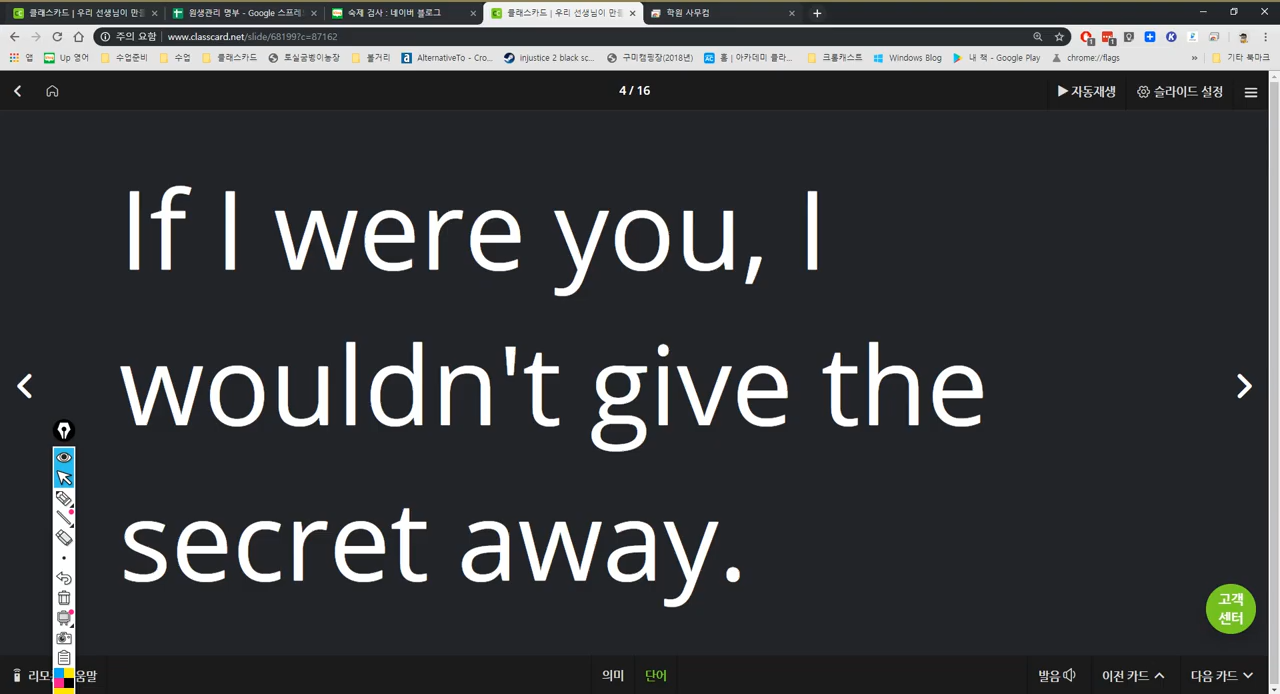 클래스카드 | 우리 선생님이 만든
원생관리 명부 - Google 스프레
숙제 검사 : 네이버 블로그
클래스카드 | 우리 선생님이 만든
학원 사무컴
주의 요함 | www.classcard.net/slide/68199?c=87162
앱 Up 영어 수업준비 수업 클래스카드 토실굼벵이농장 볼거리 AlternativeTo - Cro... Injustice 2 black sc... 구미캠핑장(2018년) 홈 | 아카데미 플라... 크롬캐스트 Windows Blog 내 책 - Google Play chrome://flags » 기타 북마크
4 / 16
자동재생 슬라이드 설정
If I were you, I
wouldn't give the
secret away.
고객
센터
의미 단어
발음 이전 카드 다음 카드